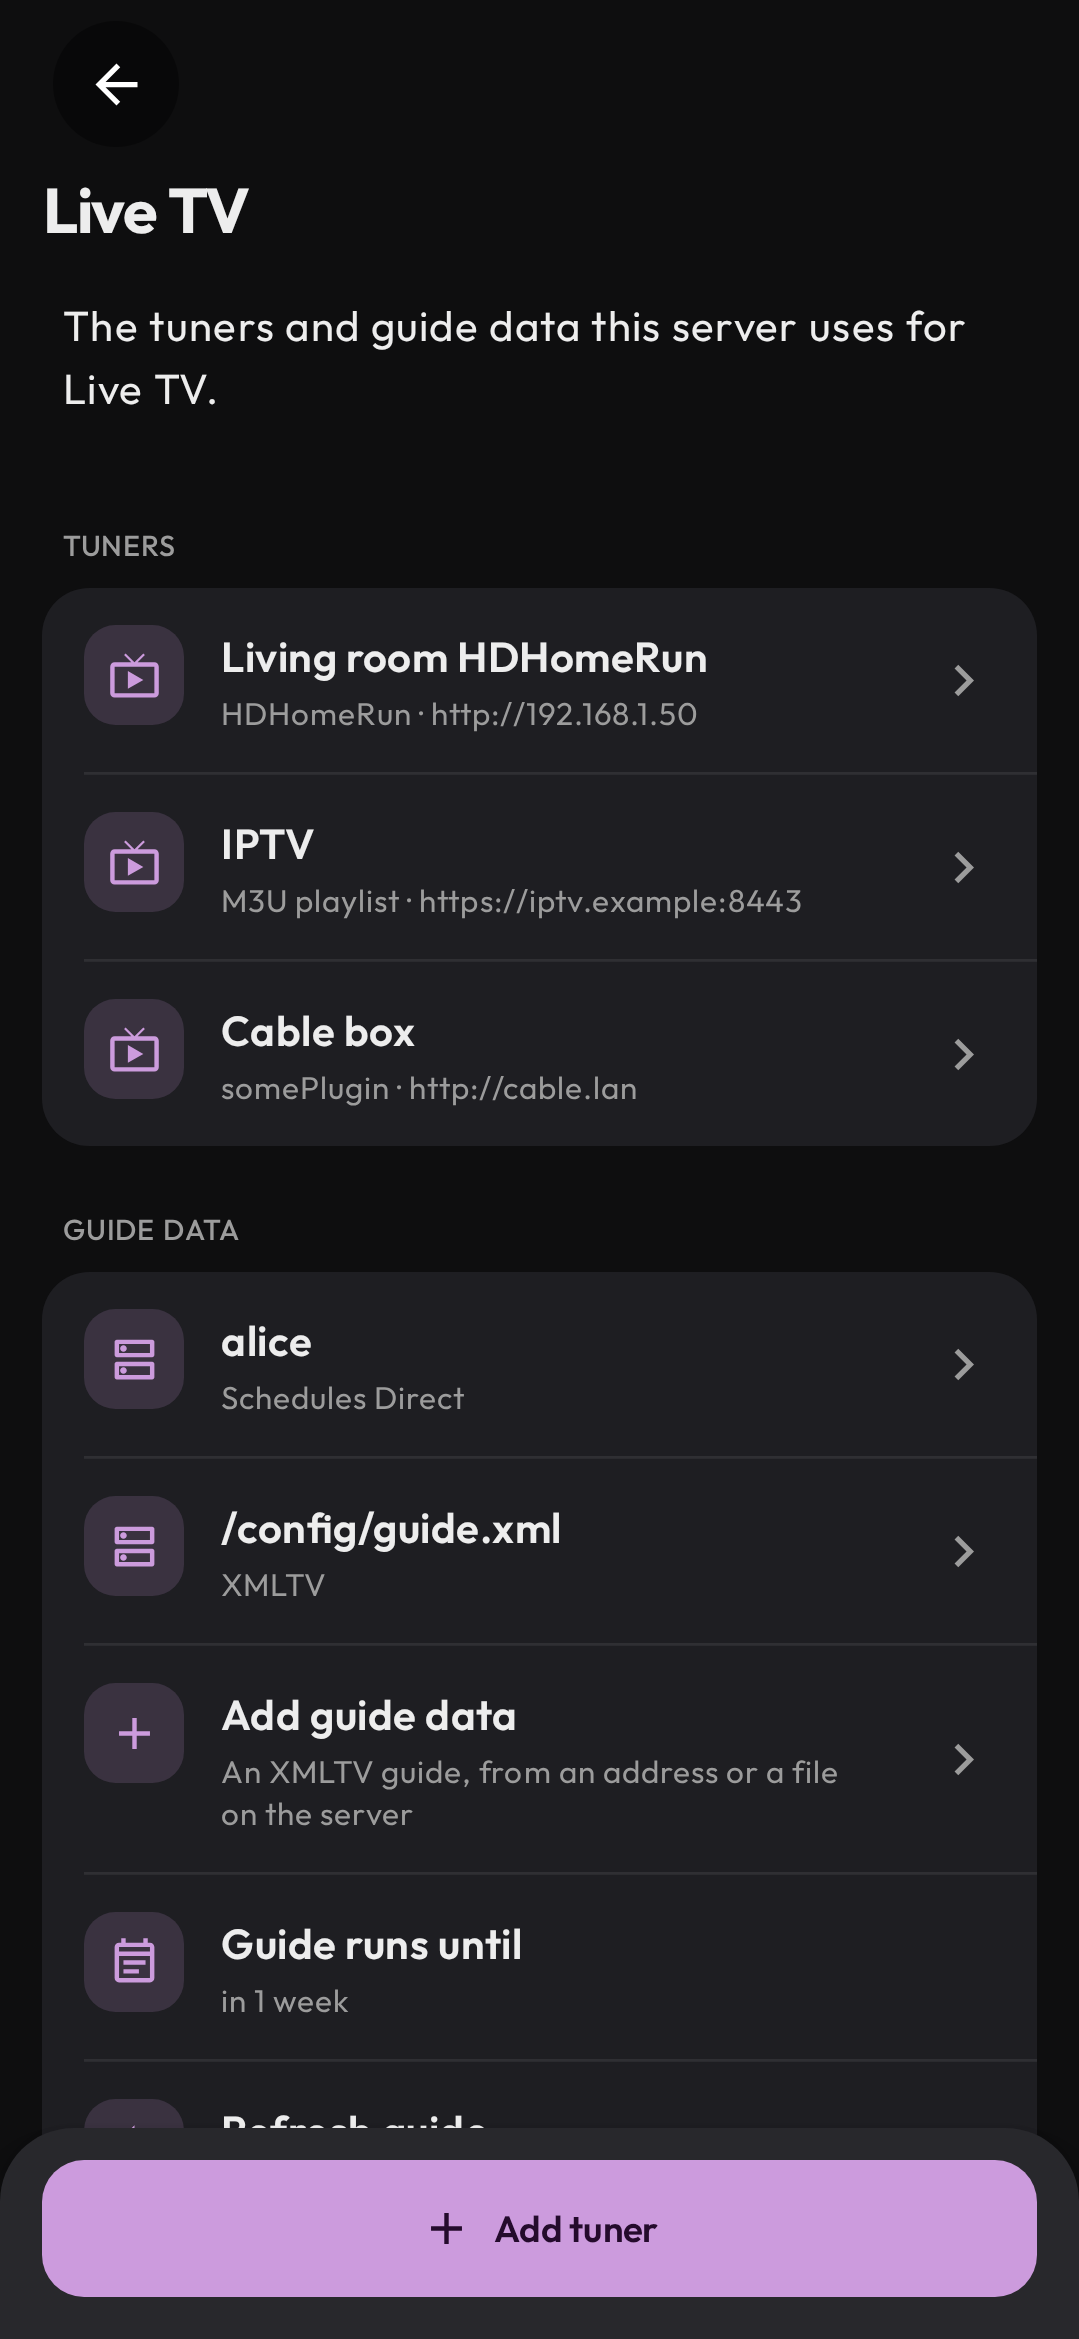 Live TV
The tuners and guide data this server uses for
Live TV.
TUNERS
Living room HDHomeRun
HDHomeRun · http://192.168.1.50
IPTV
M3U playlist · https://iptv.example:8443
Cable box
somePlugin · http://cable.lan
GUIDE DATA
alice
Schedules Direct
/config/guide.xml
XMLTV
Add guide data
An XMLTV guide, from an address or a file
on the server
Guide runs until
in 1 week
Refresh guide
Add tuner